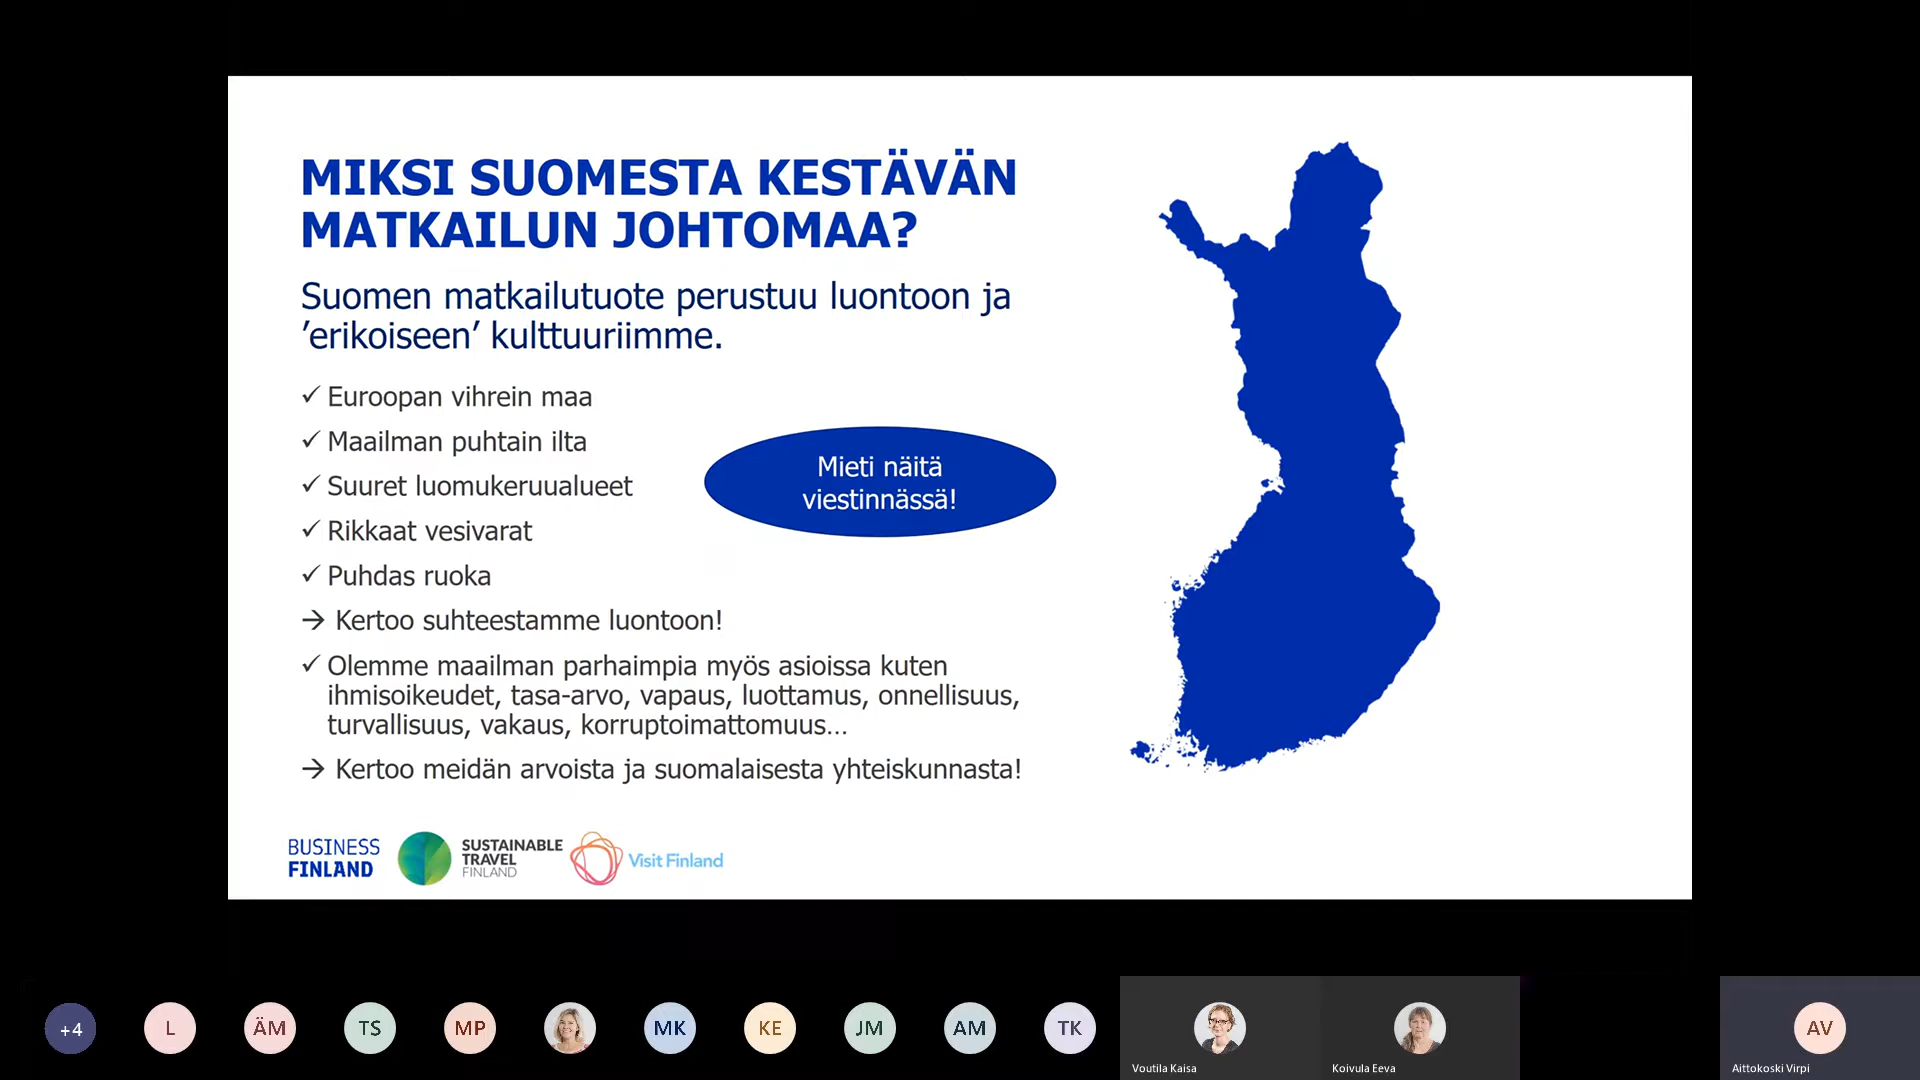 MIKSI SUOMESTA KESTÄVÄN
MATKAILUN JOHTOMAA?
Suomen matkailutuote perustuu luontoon ja
’erikoiseen’ kulttuuriimme.
✓ Euroopan vihrein maa
✓ Maailman puhtain ilta
✓ Suuret luomukeruualueet
✓ Rikkaat vesivarat
✓ Puhdas ruoka
→ Kertoo suhteestamme luontoon!
✓ Olemme maailman parhaimpia myös asioissa kuten
ihmisoikeudet, tasa-arvo, vapaus, luottamus, onnellisuus,
turvallisuus, vakaus, korruptoimattomuus...
→ Kertoo meidän arvoista ja suomalaisesta yhteiskunnasta!
Mieti näitä
viestinnässä!
BUSINESS
FINLAND
SUSTAINABLE
TRAVEL
FINLAND
Visit Finland
+4
L
ÄM
TS
MP
MK
KE
JM
AM
TK
Voutila Kaisa
Koivula Eeva
AV
Aittokoski Virpi